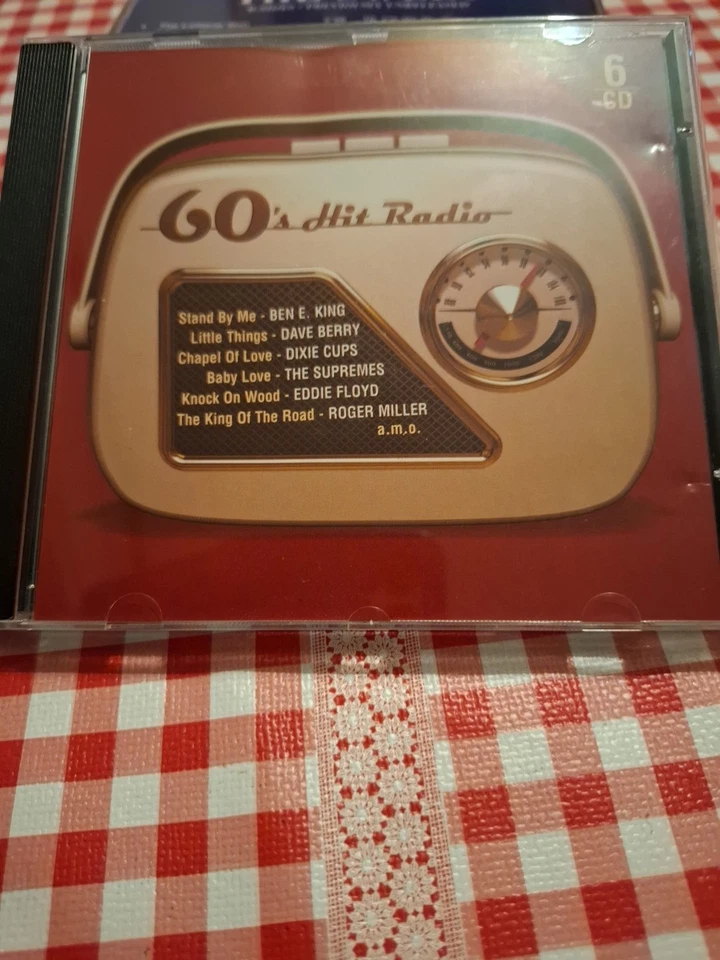 6
CD
60's Hit Radio
Stand By Me - BEN E. KING
Little Things - DAVE BERRY
Chapel Of Love - DIXIE CUPS
Baby Love - THE SUPREMES
Knock On Wood - EDDIE FLOYD
The King Of The Road - ROGER MILLER
a.m.o.